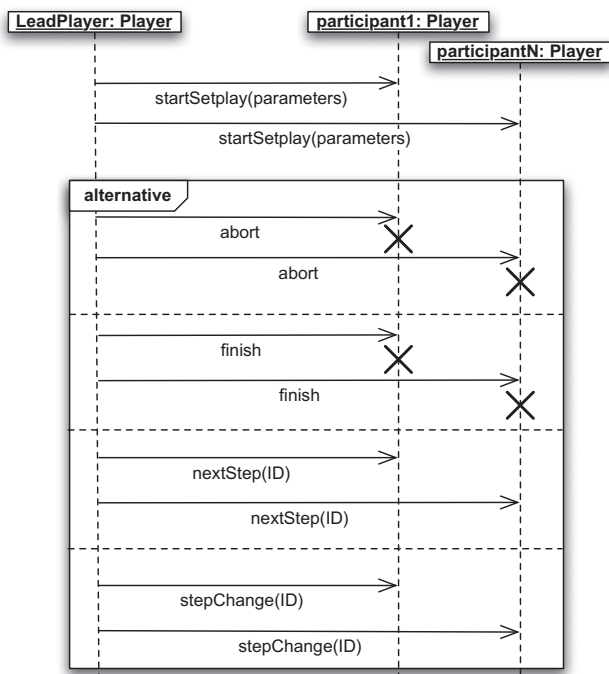 LeadPlayer: Player
participant1: Player
participantN: Player
startSetplay(parameters)
startSetplay(parameters)
alternative
abort
abort
finish
finish
nextStep(ID)
nextStep(ID)
stepChange(ID)
stepChange(ID)